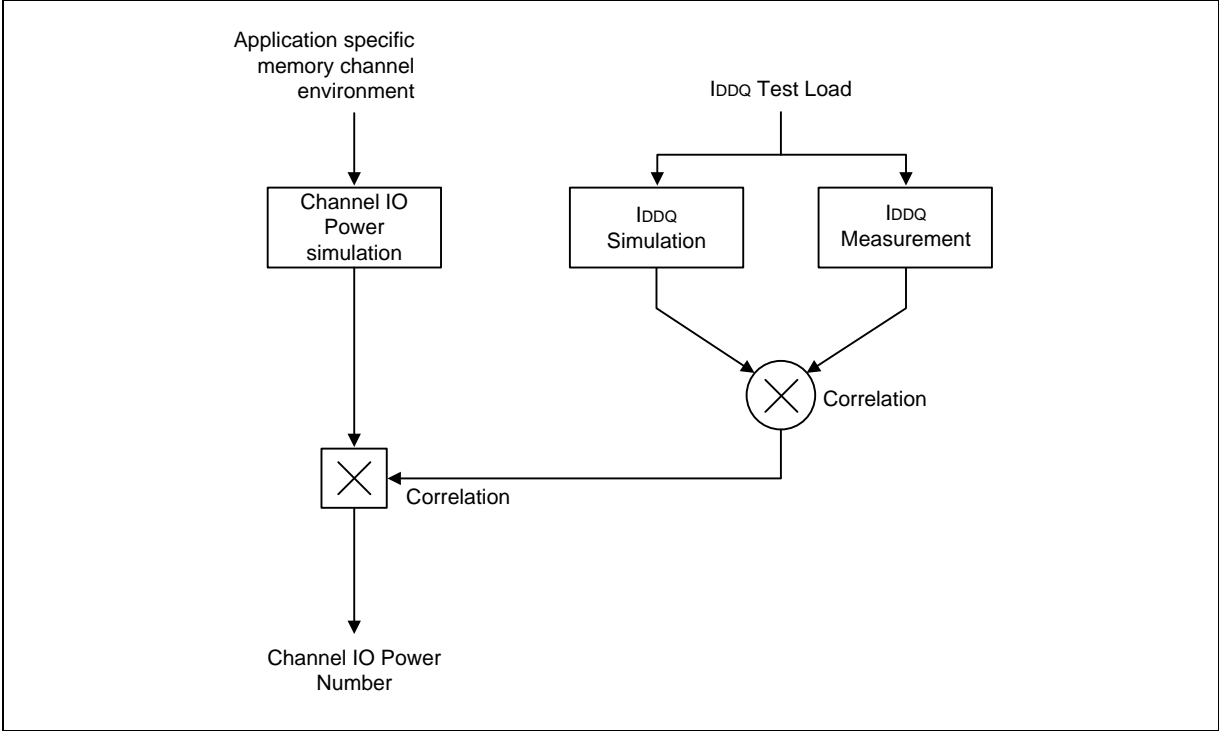 Application specific
memory channel
environment
IDDQ Test Load
Channel IO
Power
simulation
IDDQ
Simulation
IDDQ
Measurement
Correlation
Correlation
Channel IO Power
Number